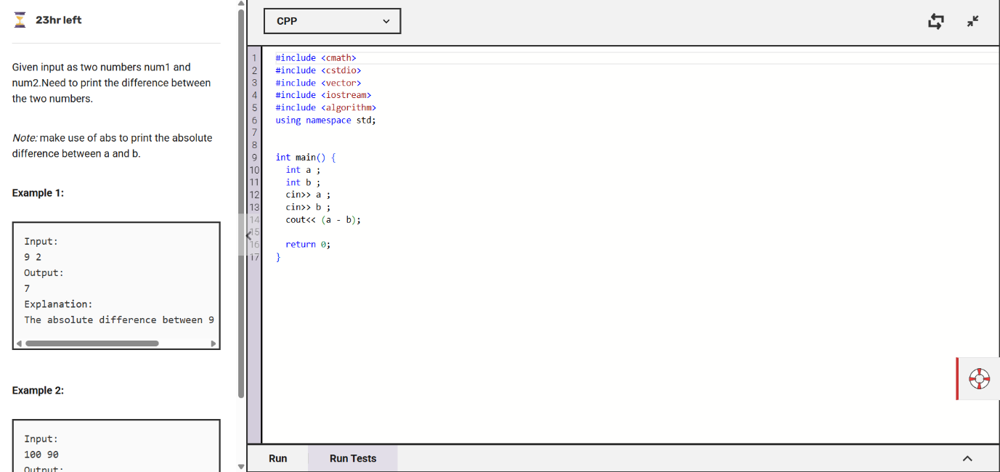 23hr left
Given input as two numbers num1 and
num2.Need to print the difference between
the two numbers.
Note: make use of abs to print the absolute
difference between a and b.
Example 1:
Input:
9 2
Output:
7
Explanation:
The absolute difference between 9
Example 2:
Input:
100 90
Output:
CPP
1 #include <cmath>
2 #include <cstdio>
3 #include <vector>
4 #include <iostream>
5 #include <algorithm>
6 using namespace std;
7
8
9 int main() {
10 int a ;
11 int b ;
12 cin>> a ;
13 cin>> b ;
14 cout<< (a - b);
15
16 return 0;
17 }
Run
Run Tests